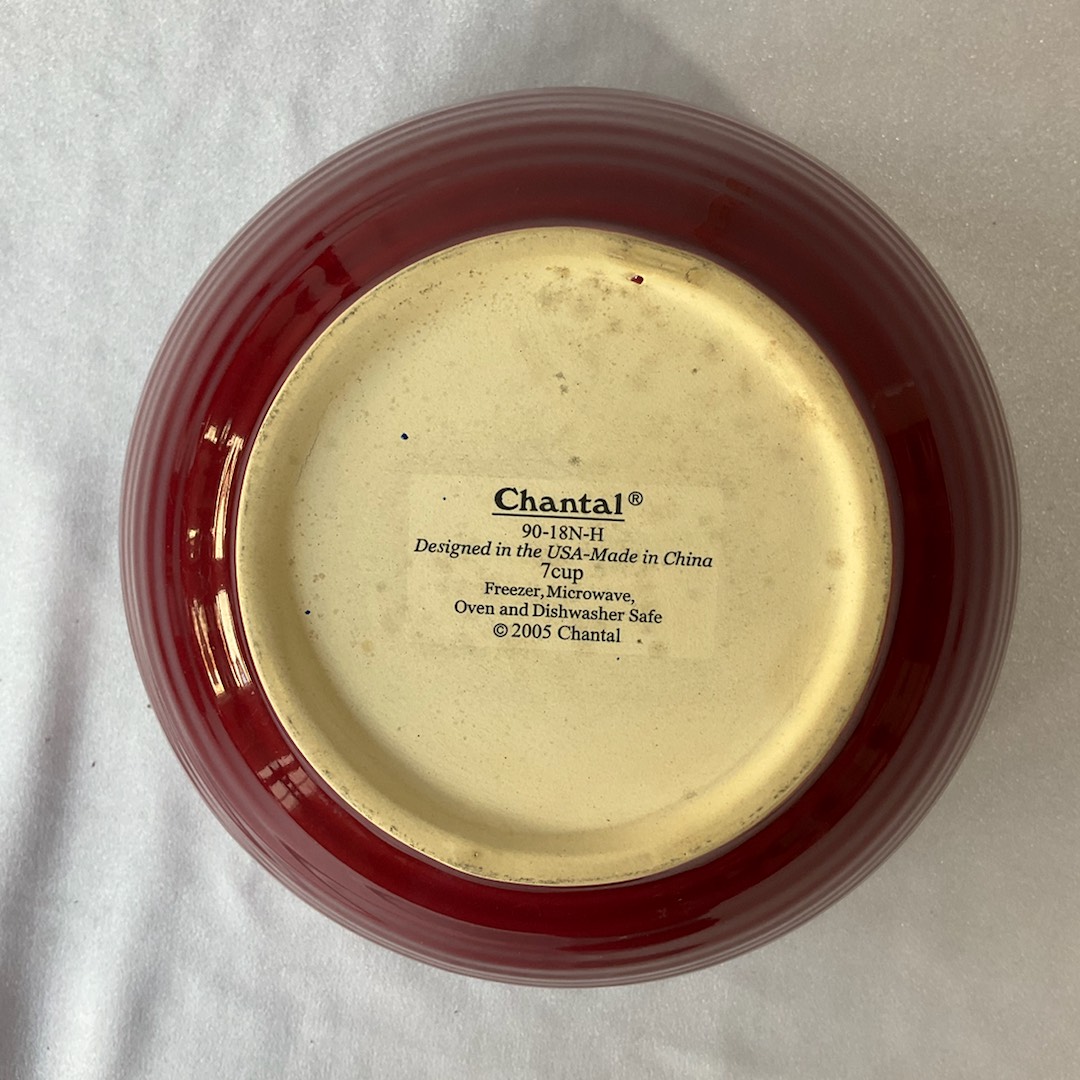 Chantal®
90-18N-H
Designed in the USA-Made in China
7cup
Freezer, Microwave,
Oven and Dishwasher Safe
© 2005 Chantal